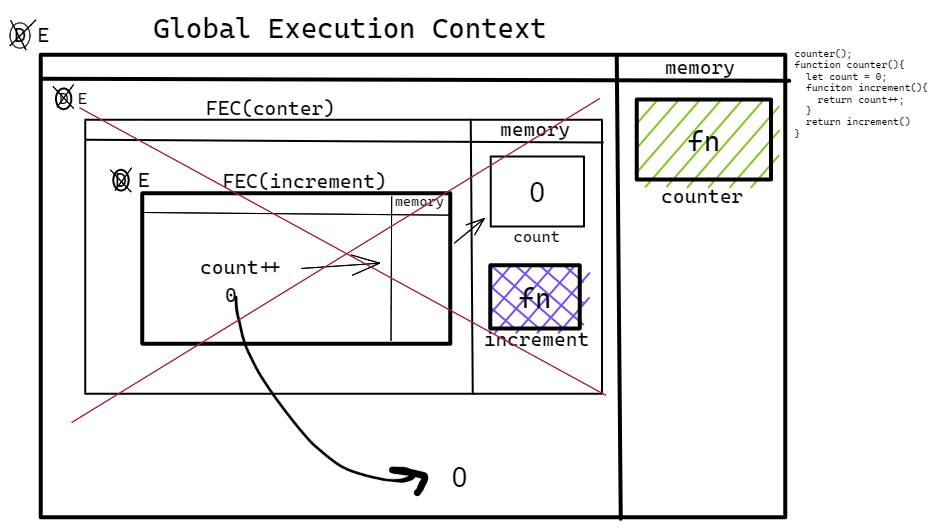 Global Execution Context
D E
memory
counter();
function counter(){
let count = 0;
funciton increment(){
return count++;
}
return increment()
}
D E
FEC(conter)
memory
fn
counter
D E
FEC(increment)
memory
0
count
count++
0
fn
increment
0